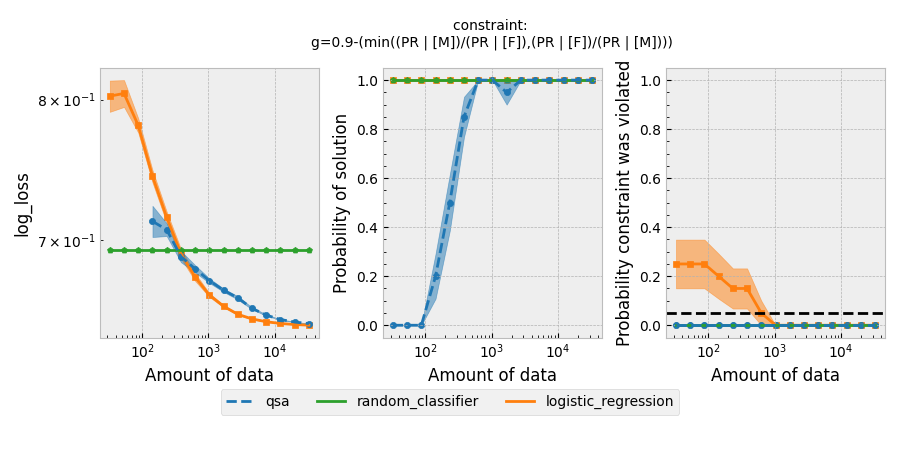 constraint:
g=0.9-(min((PR | [M])/(PR | [F]),(PR | [F])/(PR | [M])))
log_loss
8 × 10⁻¹
7 × 10⁻¹
10² 10³ 10⁴
Amount of data
Probability of solution
1.0
0.8
0.6
0.4
0.2
0.0
10² 10³ 10⁴
Amount of data
Probability constraint was violated
1.0
0.8
0.6
0.4
0.2
0.0
10² 10³ 10⁴
Amount of data
qsa random_classifier logistic_regression